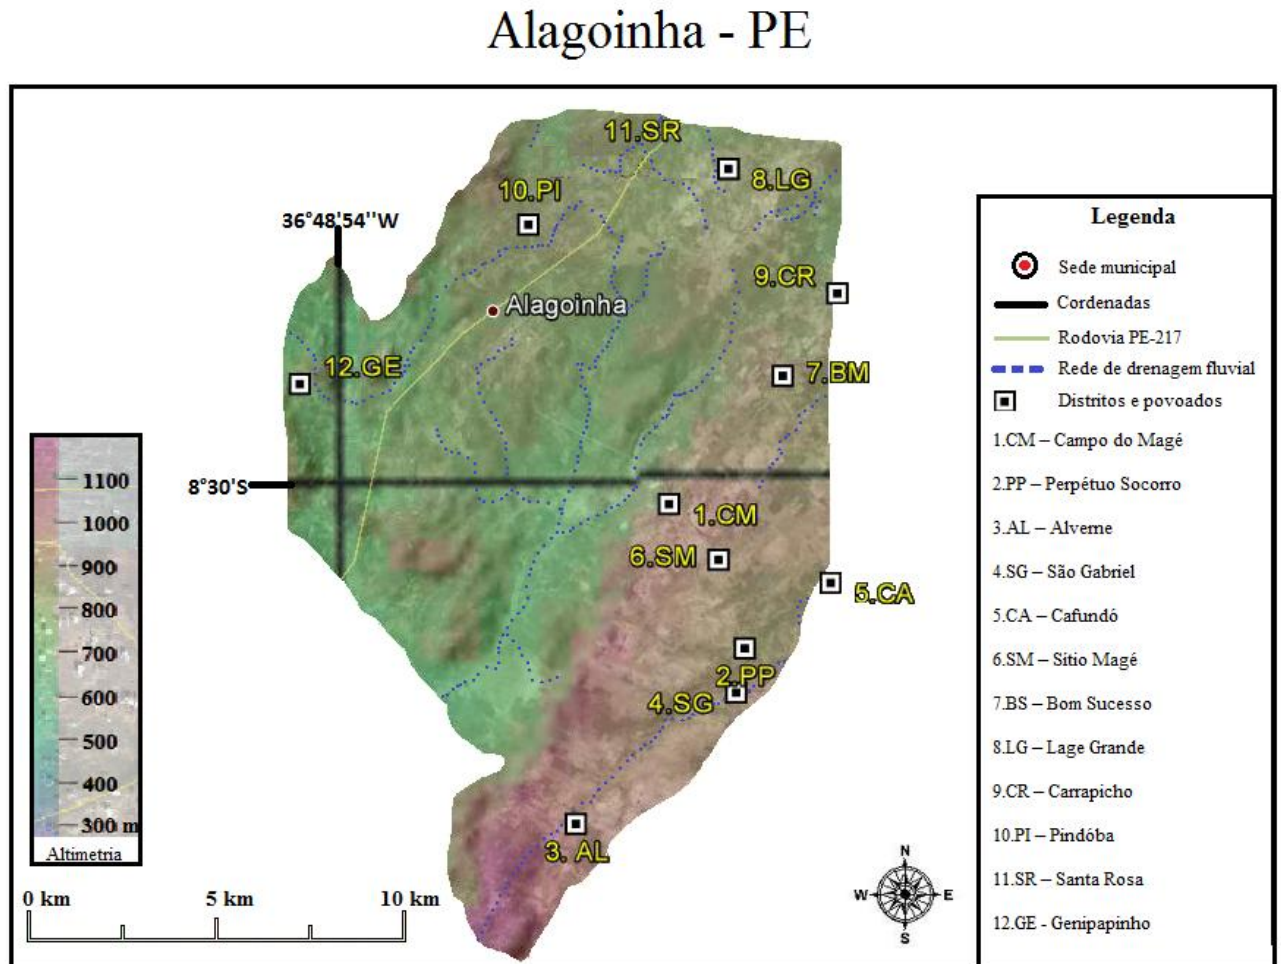 Alagoinha - PE
11.SR
8.LG
10.PI
36°48'54''W
9.CR
Alagoinha
12.GE
7.BM
8°30'S
1.CM
6.SM
5.CA
2.PP
4.SG
3. AL
1100
1000
900
800
700
600
500
400
300 m
Altimetria
0 km 5 km 10 km
N
W E
S
Legenda
Sede municipal
Cordenadas
Rodovia PE-217
Rede de drenagem fluvial
Distritos e povoados
1.CM – Campo do Magé
2.PP – Perpétuo Socorro
3.AL – Alverne
4.SG – São Gabriel
5.CA – Cafundó
6.SM – Sítio Magé
7.BS – Bom Sucesso
8.LG – Lage Grande
9.CR – Carrapicho
10.PI – Pindóba
11.SR – Santa Rosa
12.GE - Genipapinho